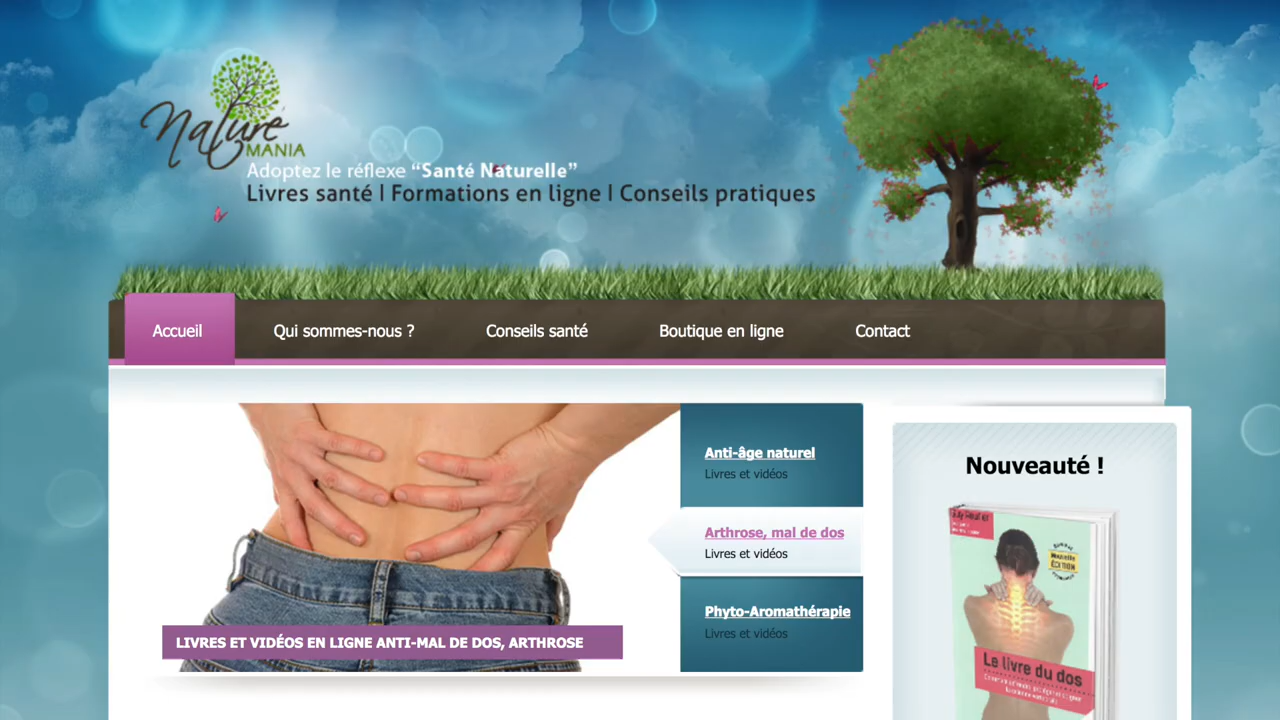 Nature
MANIA
Adoptez le réflexe “Santé Naturelle”
Livres santé | Formations en ligne | Conseils pratiques
Accueil
Qui sommes-nous ?
Conseils santé
Boutique en ligne
Contact
Anti-âge naturel
Livres et vidéos
Arthrose, mal de dos
Livres et vidéos
Phyto-Aromathérapie
Livres et vidéos
LIVRES ET VIDÉOS EN LIGNE ANTI-MAL DE DOS, ARTHROSE
Nouveauté !
ÉDITION
Le livre du dos